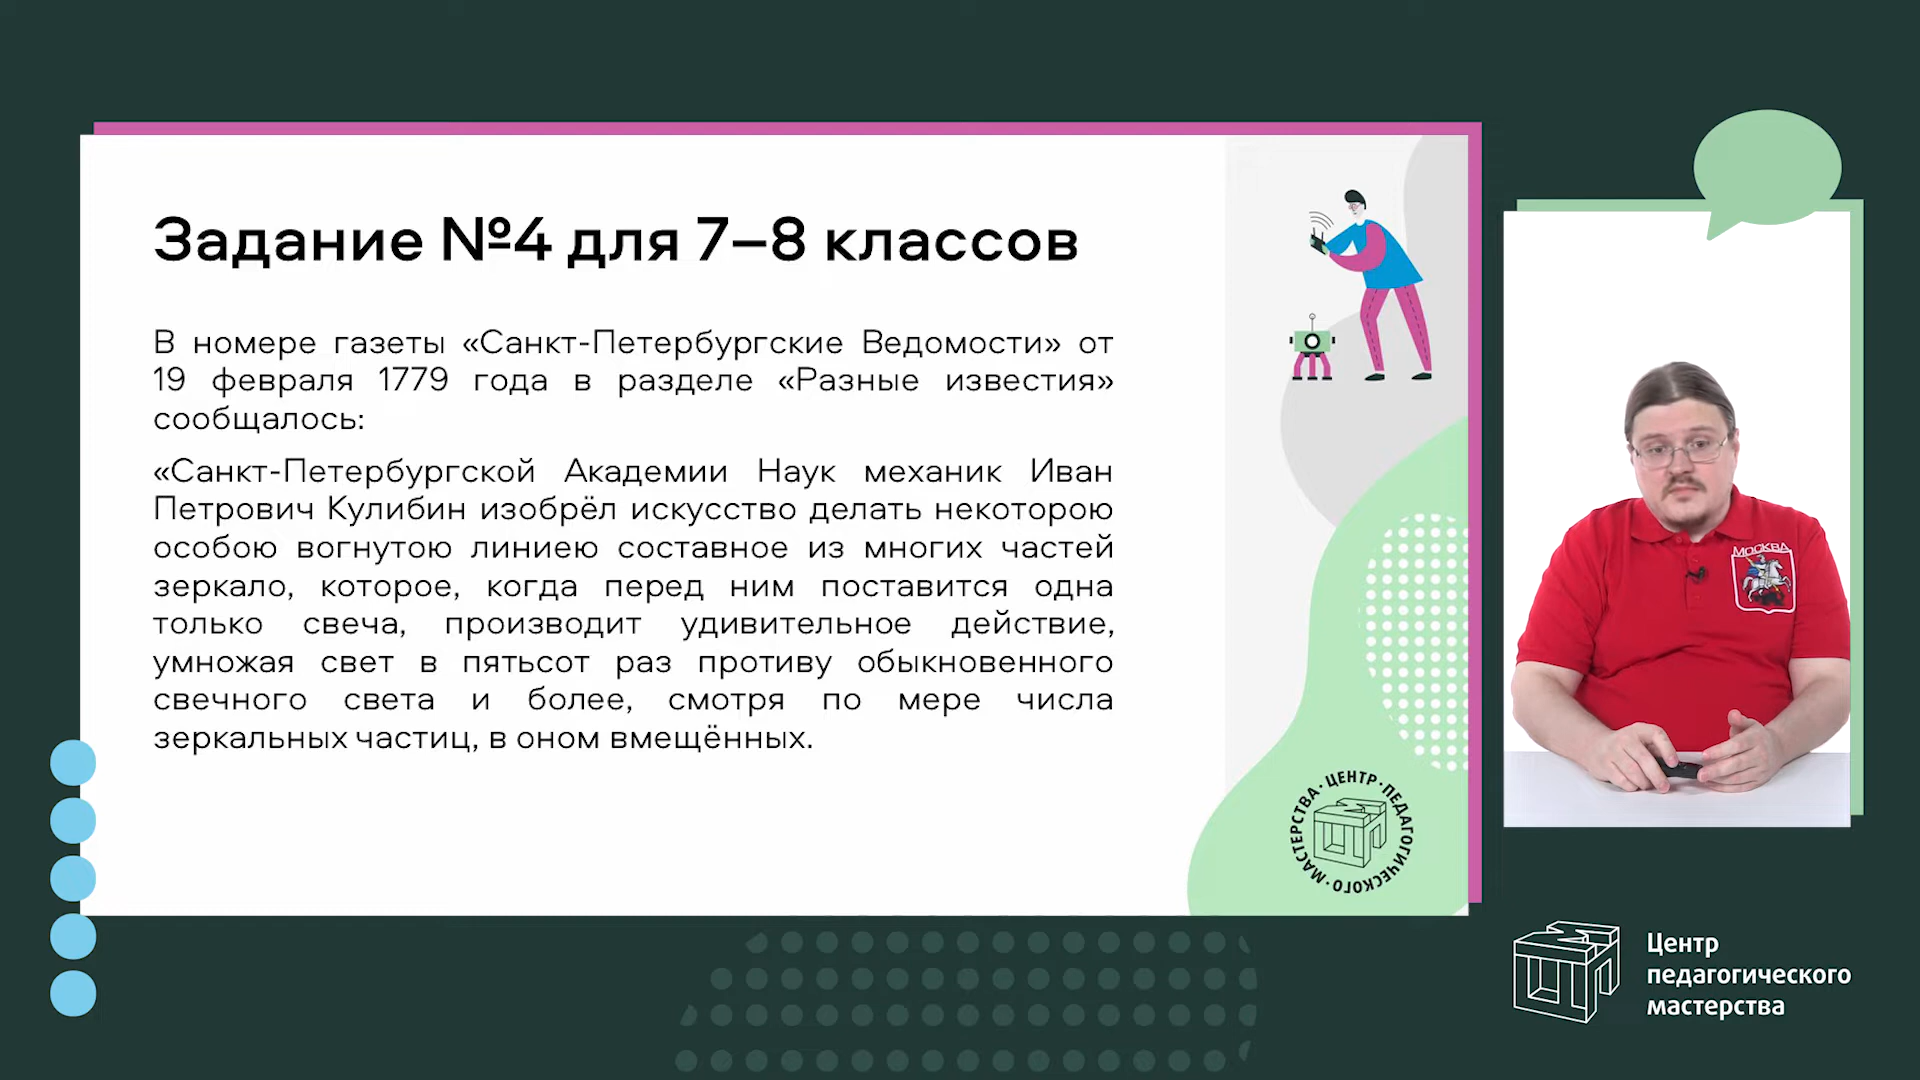 Задание №4 для 7–8 классов
В номере газеты «Санкт-Петербургские Ведомости» от
19 февраля 1779 года в разделе «Разные известия»
сообщалось:
«Санкт-Петербургской Академии Наук механик Иван
Петрович Кулибин изобрёл искусство делать некоторою
особою вогнутою линиею составное из многих частей
зеркало, которое, когда перед ним поставится одна
только свеча, производит удивительное действие,
умножая свет в пятьсот раз противу обыкновенного
свечного света и более, смотря по мере числа
зеркальных частиц, в оном вмещённых.
ЦЕНТР·ПЕДАГОГИЧЕСКОГО·МАСТЕРСТВА·
МОСКВА
Центр
педагогического
мастерства